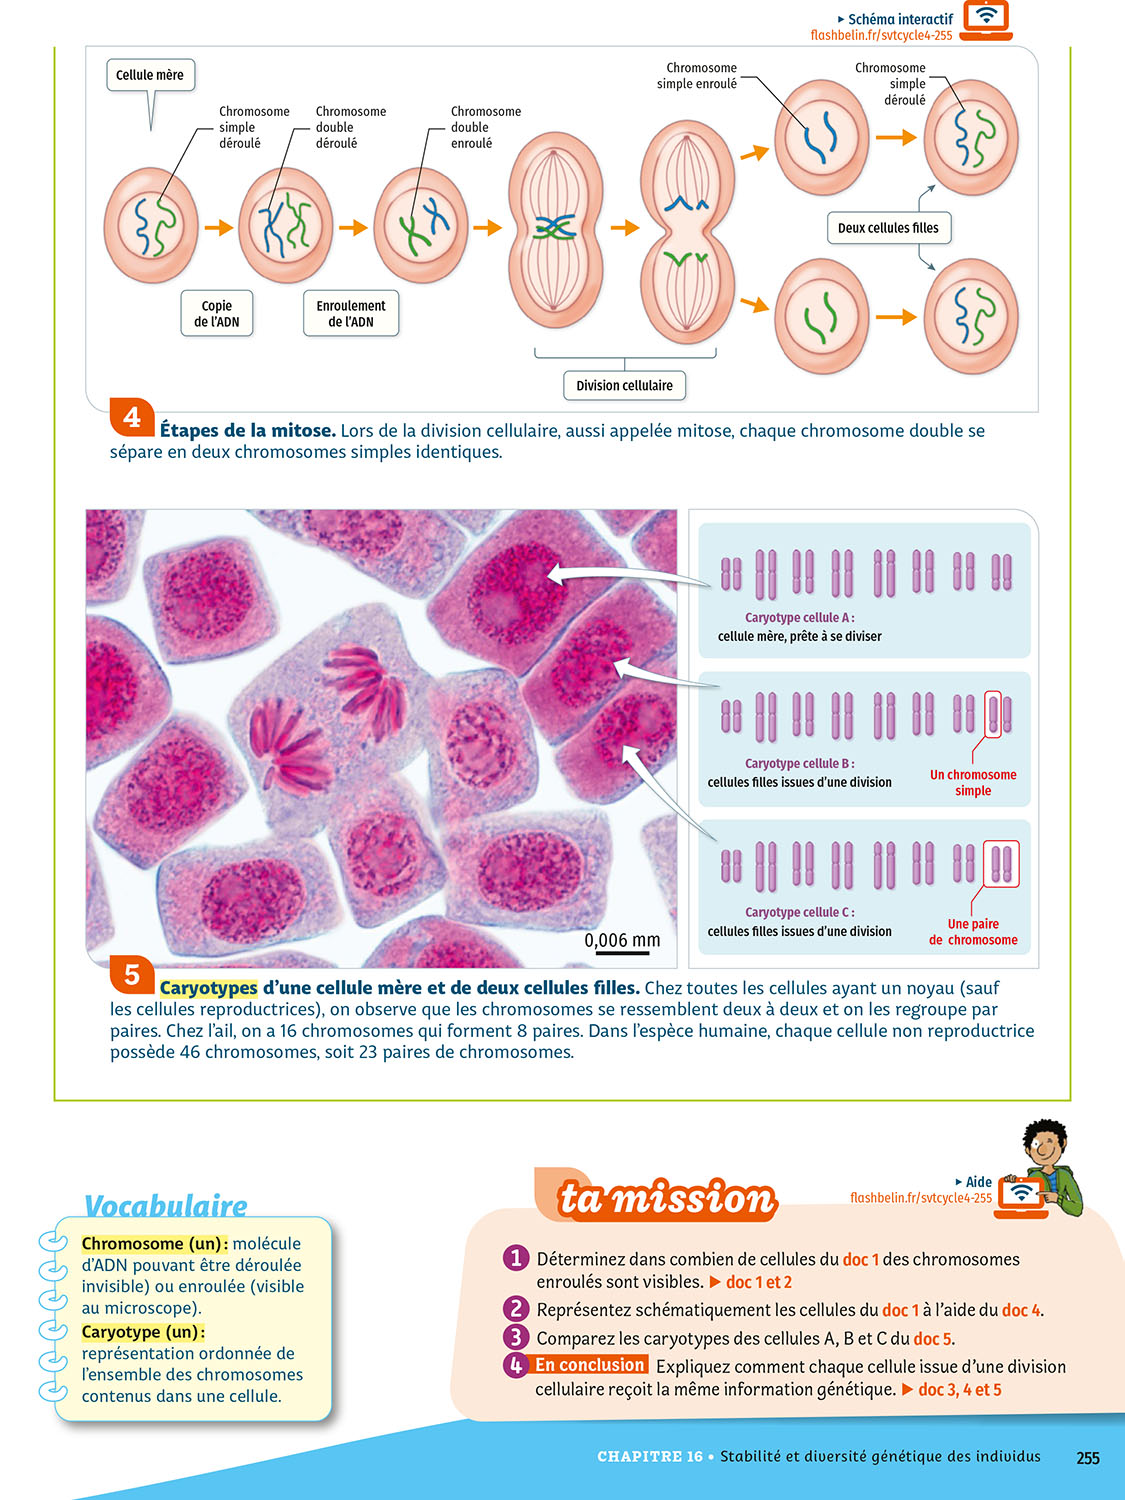 ▸ Schéma interactif
flashbelin.fr/svtcycle4-255
Cellule mère
Chromosome
simple
déroulé
Chromosome
double
déroulé
Chromosome
double
enroulé
Chromosome
simple enroulé
Chromosome
simple
déroulé
Deux cellules filles
Copie
de l'ADN
Enroulement
de l'ADN
Division cellulaire
4 Étapes de la mitose. Lors de la division cellulaire, aussi appelée mitose, chaque chromosome double se
sépare en deux chromosomes simples identiques.
Caryotype cellule A :
cellule mère, prête à se diviser
Caryotype cellule B :
cellules filles issues d'une division
Un chromosome
simple
Caryotype cellule C :
cellules filles issues d'une division
Une paire
de chromosome
0,006 mm
5 Caryotypes d'une cellule mère et de deux cellules filles. Chez toutes les cellules ayant un noyau (sauf
les cellules reproductrices), on observe que les chromosomes se ressemblent deux à deux et on les regroupe par
paires. Chez l'ail, on a 16 chromosomes qui forment 8 paires. Dans l'espèce humaine, chaque cellule non reproductrice
possède 46 chromosomes, soit 23 paires de chromosomes.
Vocabulaire
Chromosome (un) : molécule
d'ADN pouvant être déroulée
invisible) ou enroulée (visible
au microscope).
Caryotype (un) :
représentation ordonnée de
l'ensemble des chromosomes
contenus dans une cellule.
ta mission
▸ Aide
flashbelin.fr/svtcycle4-255
1 Déterminez dans combien de cellules du doc 1 des chromosomes
enroulés sont visibles. ▶ doc 1 et 2
2 Représentez schématiquement les cellules du doc 1 à l'aide du doc 4.
3 Comparez les caryotypes des cellules A, B et C du doc 5.
4 En conclusion Expliquez comment chaque cellule issue d'une division
cellulaire reçoit la même information génétique. ▶ doc 3, 4 et 5
CHAPITRE 16 • Stabilité et diversité génétique des individus 255